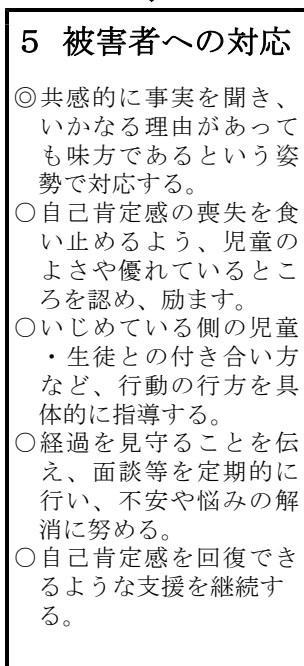 5 被害者への対応
◎共感的に事実を聞き、
いかなる理由があって
も味方であるという姿
勢で対応する。
○自己肯定感の喪失を食
い止めるよう、児童の
よさや優れているとこ
ろを認め、励ます。
○いじめている側の児童
・生徒との付き合い方
など、行動の行方を具
体的に指導する。
○経過を見守ることを伝
え、面談等を定期的に
行い、不安や悩みの解
消に努める。
○自己肯定感を回復でき
るような支援を継続す
る。